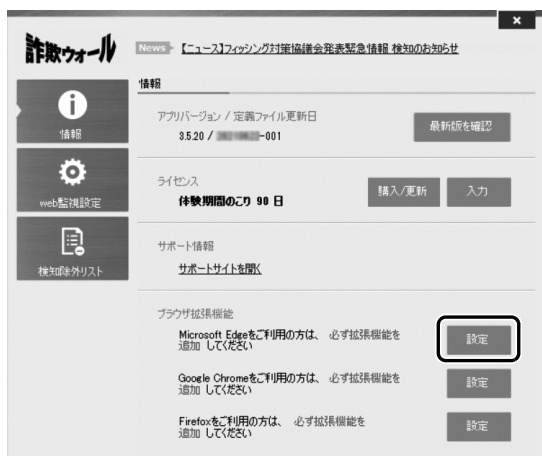 ×
詐欺ウォール
News 【ニュース】フィッシング対策協議会発表緊急情報 検知のお知らせ
情報
web監視設定
検知除外リスト
情報
アプリバージョン / 定義ファイル更新日
3.5.20 / -001
最新版を確認
ライセンス
体験期間のこり 90 日
購入/更新
入力
サポート情報
サポートサイトを開く
ブラウザ拡張機能
Microsoft Edgeをご利用の方は、 必ず拡張機能を
追加 してください
設定
Google Chromeをご利用の方は、 必ず拡張機能を
追加 してください
設定
Firefoxをご利用の方は、 必ず拡張機能を
追加 してください
設定